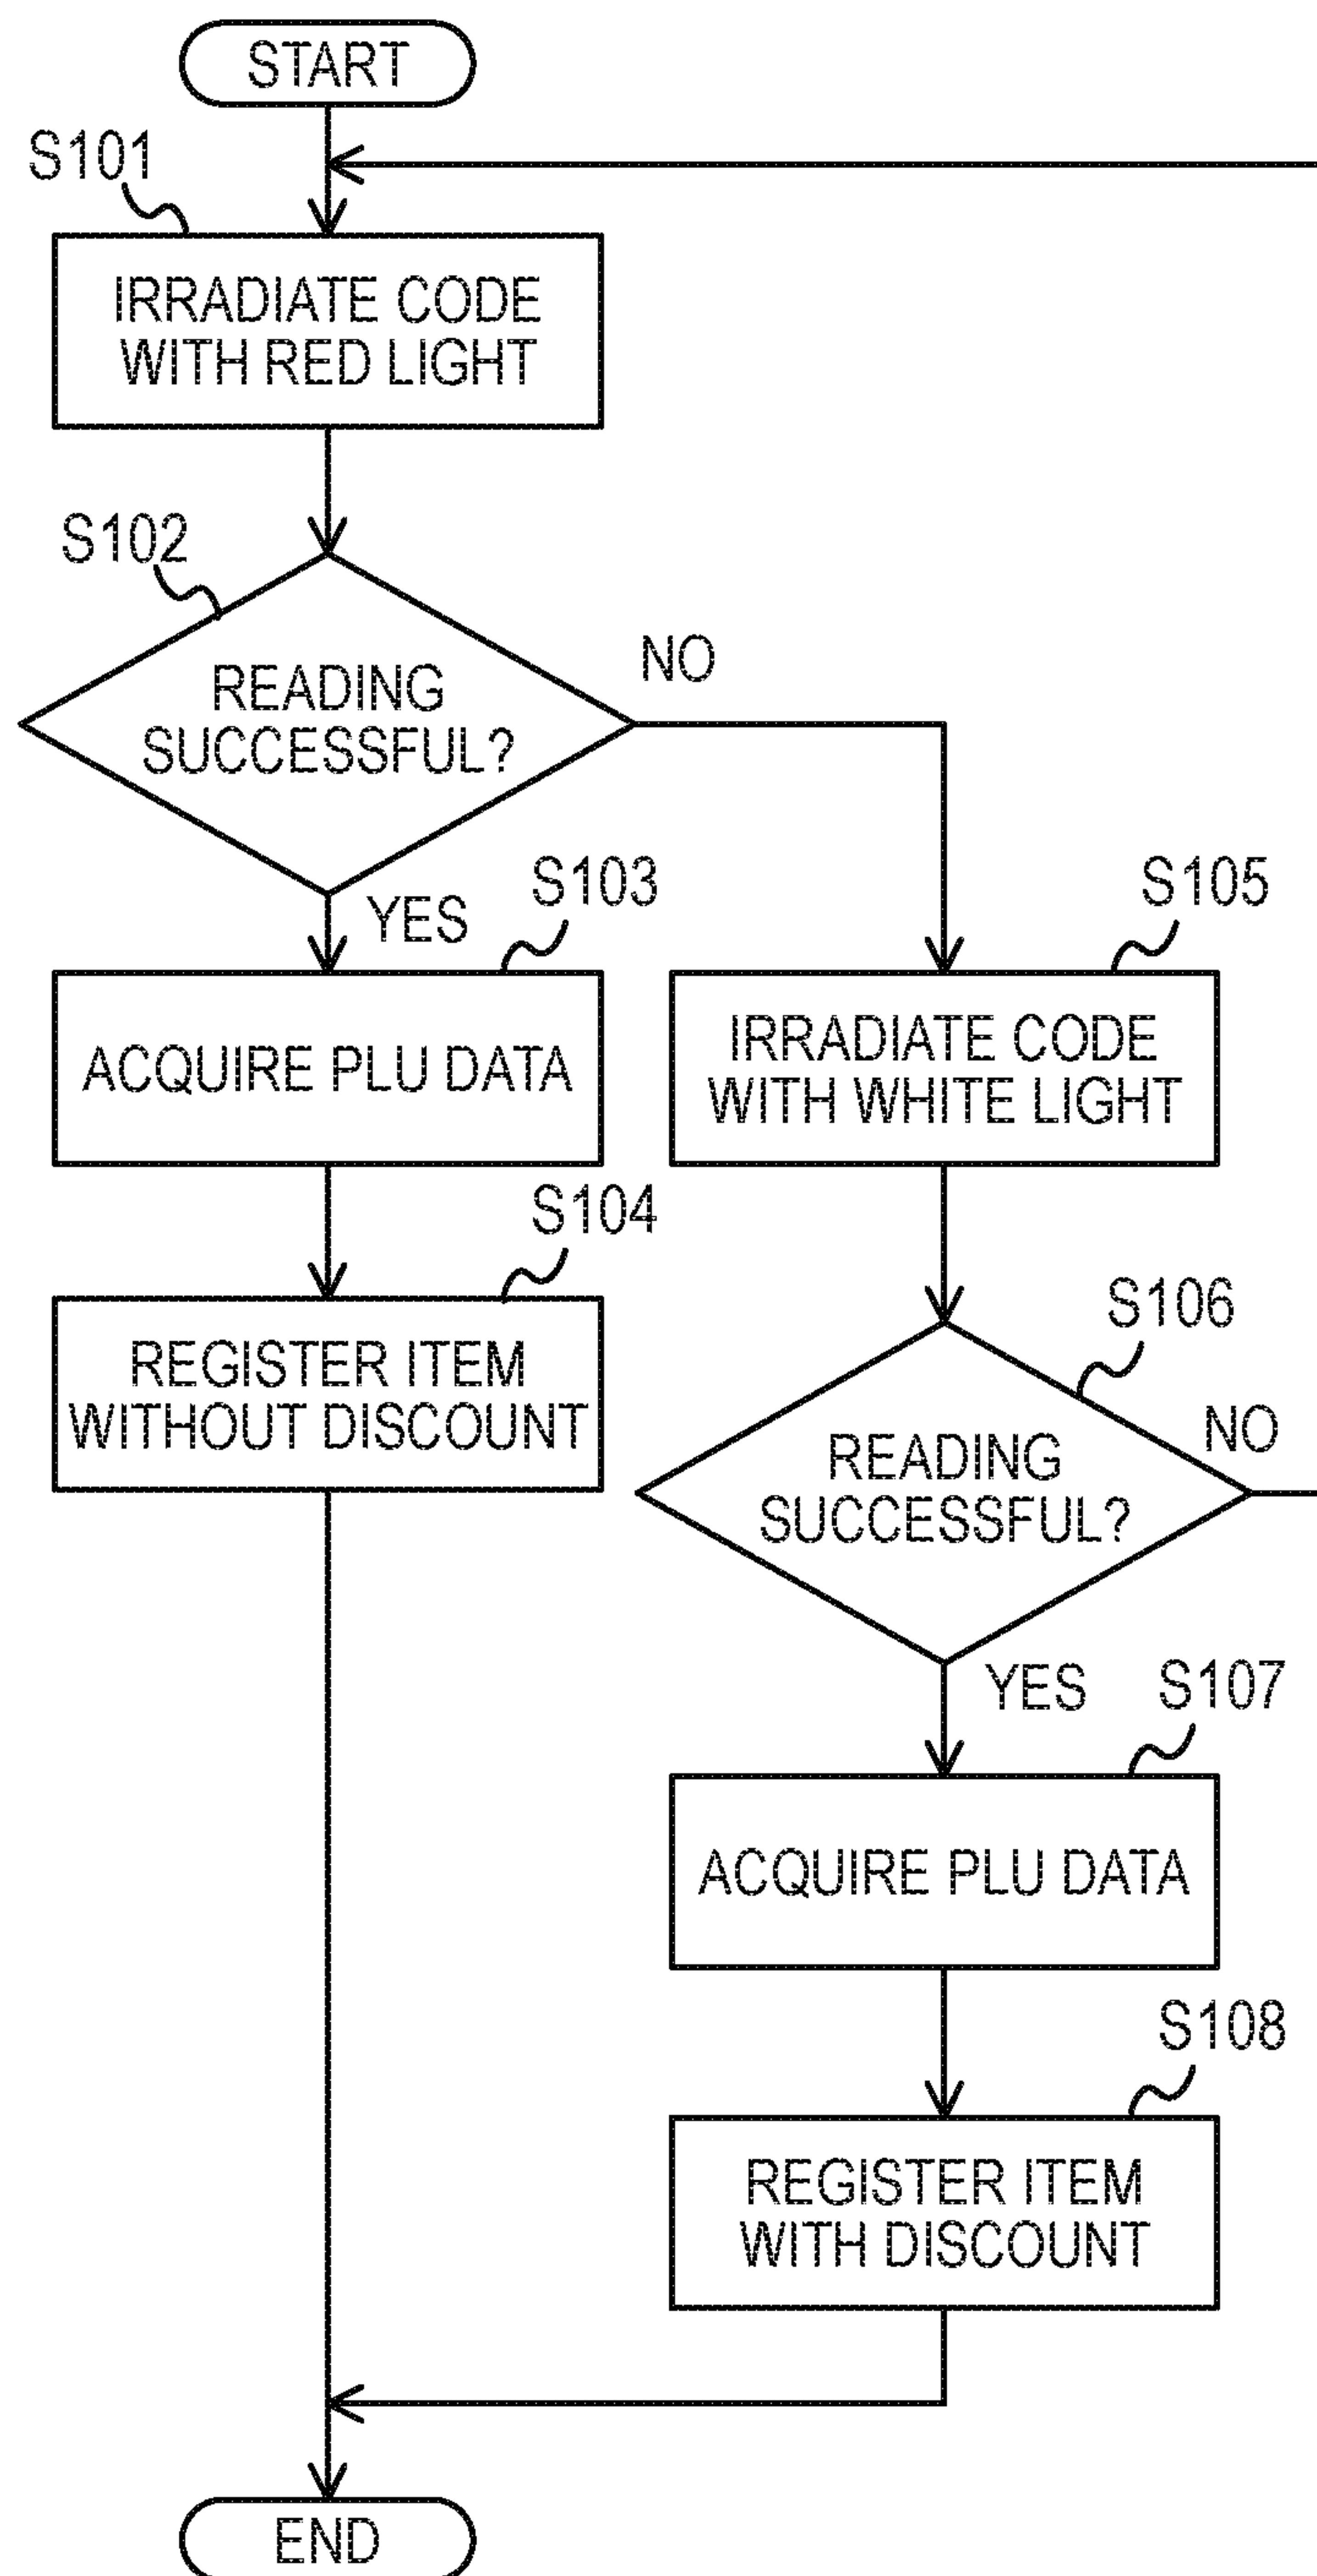 START
S101
IRRADIATE CODE
WITH RED LIGHT
S102
READING
SUCCESSFUL?
NO
YES
S103
ACQUIRE PLU DATA
S104
REGISTER ITEM
WITHOUT DISCOUNT
S105
IRRADIATE CODE
WITH WHITE LIGHT
S106
READING
SUCCESSFUL?
NO
YES
S107
ACQUIRE PLU DATA
S108
REGISTER ITEM
WITH DISCOUNT
END